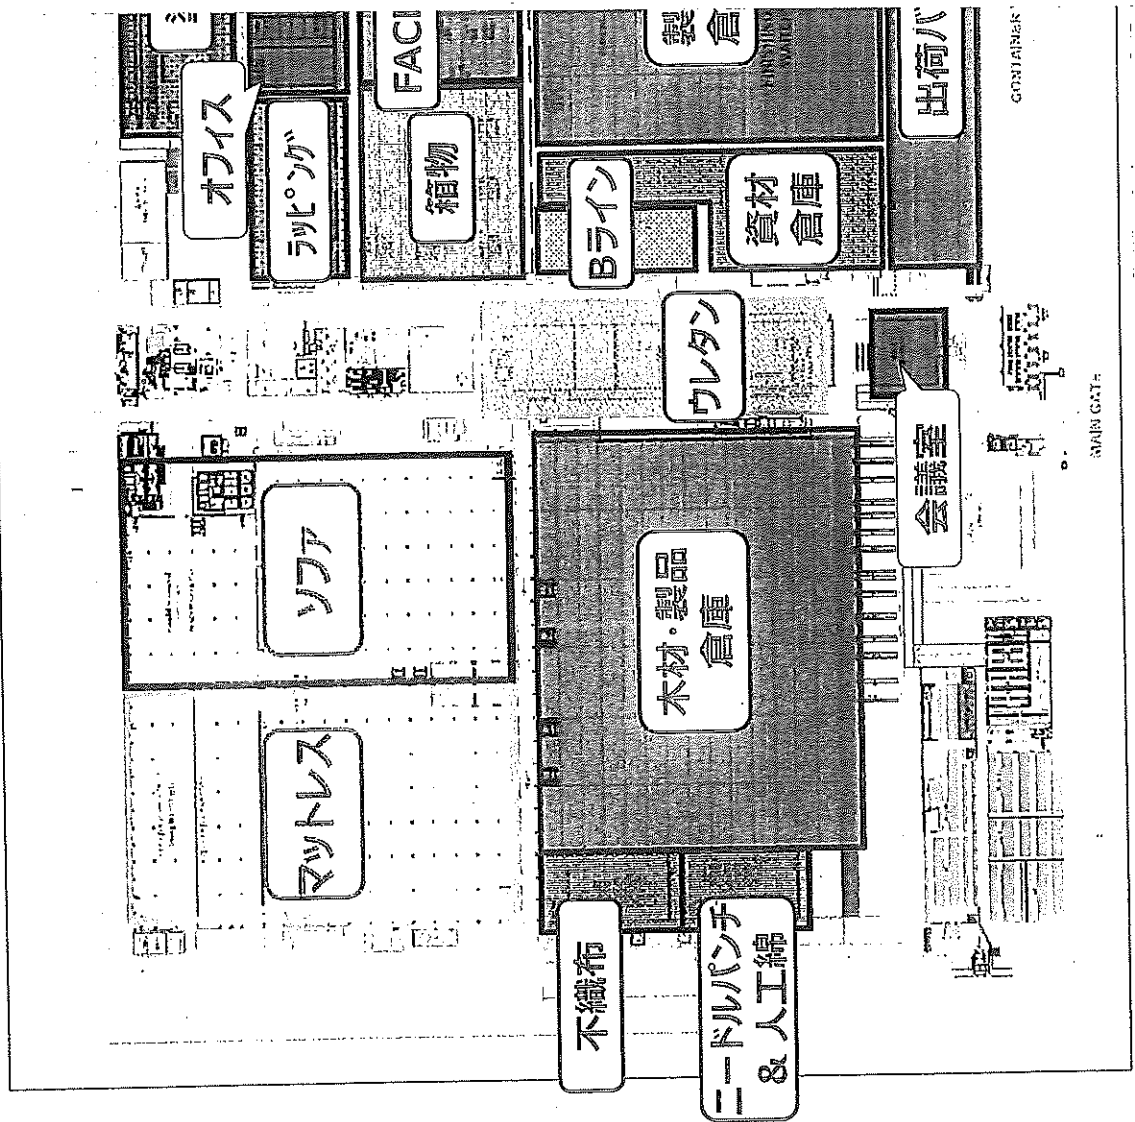 オフィス
ラッピング
FACI
箱物
製
倉
出荷バ
CONTAINER
Bライン
資材
倉庫
ウレタン
会議室
MAIN GATE
ソファ
木材・製品
倉庫
マットレス
不織布
ニードルパンチ
& 人工綿